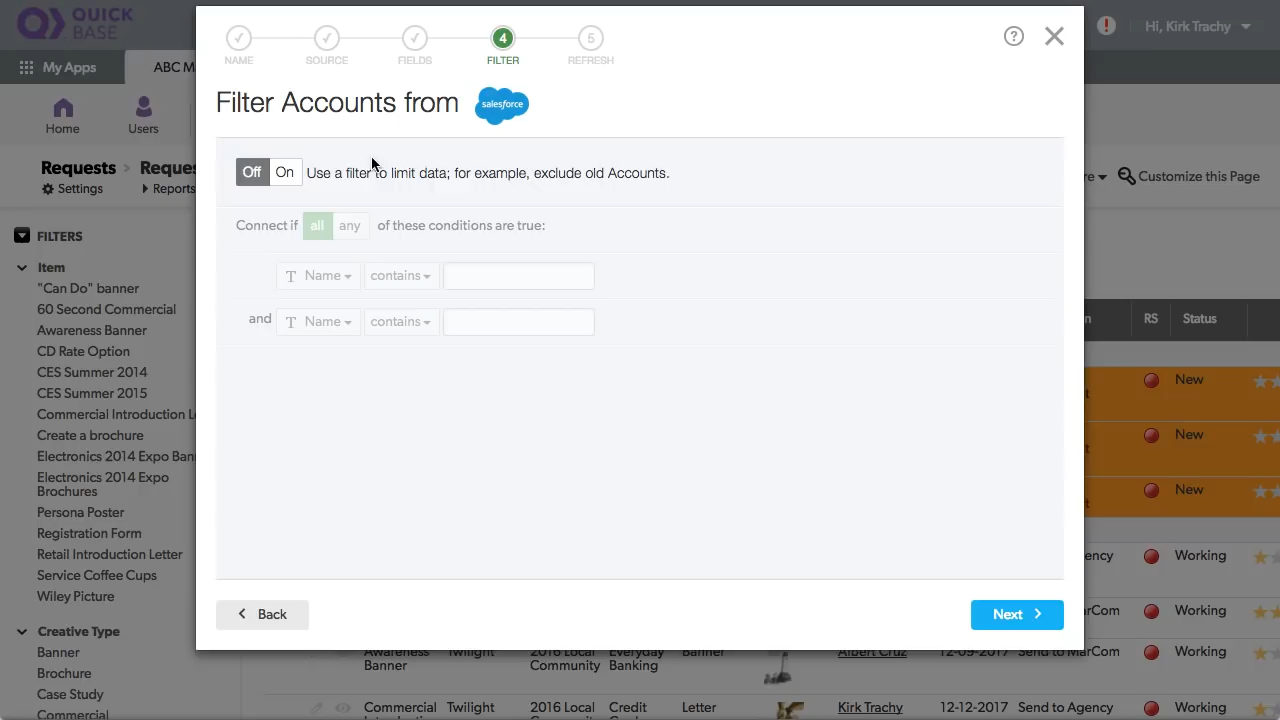 QUICK
BASE
Hi, Kirk Trachy
My Apps
ABC M
Home
Users
Requests
Reques
Settings
Reports
Customize this Page
NAME
SOURCE
FIELDS
4
FILTER
5
REFRESH
Filter Accounts from
salesforce
Off On Use a filter to limit data; for example, exclude old Accounts.
Connect if all any of these conditions are true:
T Name contains
and T Name contains
Back
Next
FILTERS
Item
"Can Do" banner
60 Second Commercial
Awareness Banner
CD Rate Option
CES Summer 2014
CES Summer 2015
Commercial Introduction L
Create a brochure
Electronics 2014 Expo Ban
Electronics 2014 Expo
Brochures
Persona Poster
Registration Form
Retail Introduction Letter
Service Coffee Cups
Wiley Picture
Creative Type
Banner
Brochure
Case Study
Commercial
RS Status
New
New
New
ency Working
arCom Working
Awareness Twilight 2016 Local Everyday Banner Albert Cruz 12-09-2017 Send to MarCom Working
Banner Community Banking
Commercial Twilight 2016 Local Credit Letter Kirk Trachy 12-12-2017 Send to Agency Working